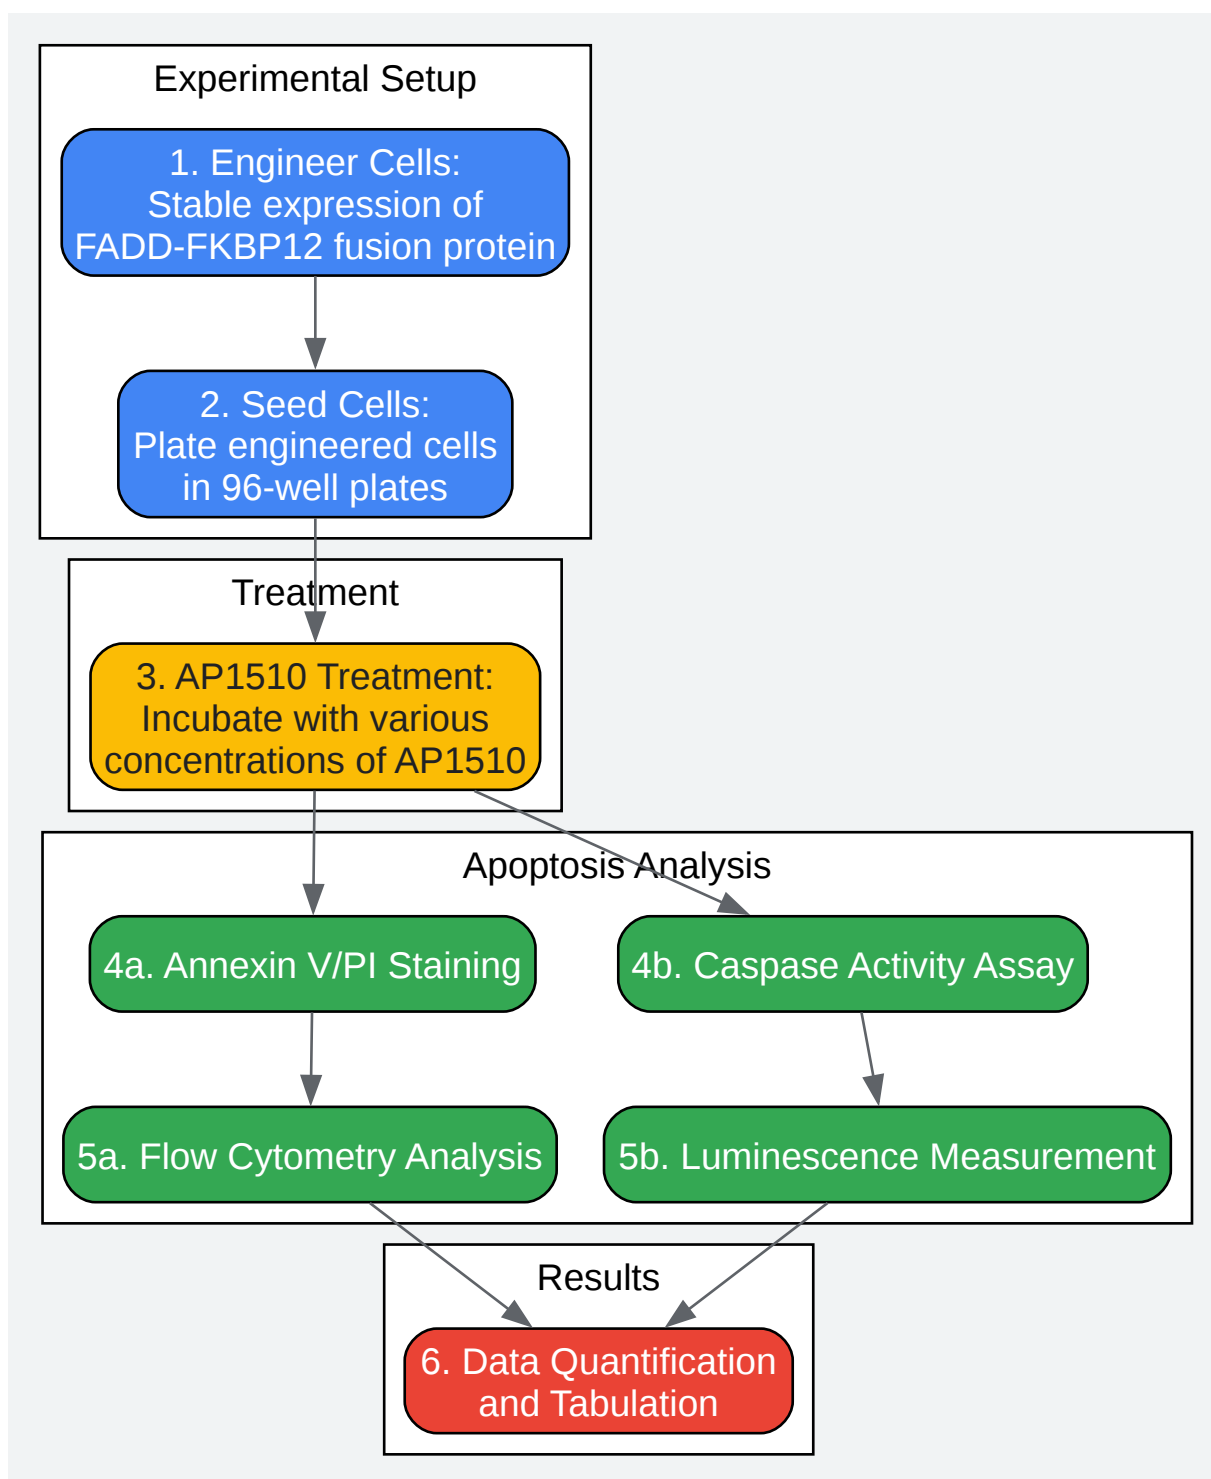 Experimental Setup
1. Engineer Cells:
Stable expression of
FADD-FKBP12 fusion protein
2. Seed Cells:
Plate engineered cells
in 96-well plates
Treatment
3. AP1510 Treatment:
Incubate with various
concentrations of AP1510
Apoptosis Analysis
4a. Annexin V/PI Staining
4b. Caspase Activity Assay
5a. Flow Cytometry Analysis
5b. Luminescence Measurement
Results
6. Data Quantification
and Tabulation